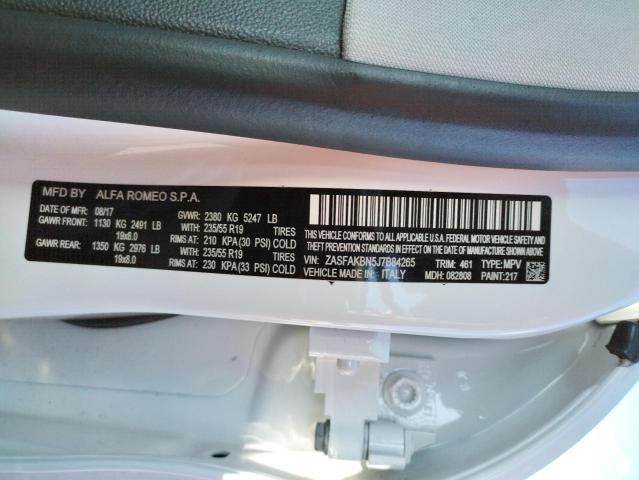 MFD BY ALFA ROMEO S.P.A.
DATE OF MFR: 08/17 GVWR: 2380 KG 5247 LB
GAWR FRONT: 1130 KG 2491 LB 235/55 R19 TIRES
19x8.0 RIMS AT 210 KPA(30 PSI) COLD
GAWR REAR: 1350 KG 2976 LB 235/55 R19 TIRES
19x8.0 RIMS AT 230 KPA(33 PSI) COLD
THIS VEHICLE CONFORMS TO ALL APPLICABLE U.S.A. FEDERAL MOTOR
VEHICLE SAFETY, BUMPER, AND THEFT PREVENTION STANDARDS IN
EFFECT ON THE DATE OF MANUFACTURE SHOWN ABOVE.
VIN: ZASFAKBN5J7B84265 TRIM: 461 TYPE: MPV
VEHICLE MADE IN: ITALY MDH: 082808 PAINT: 217